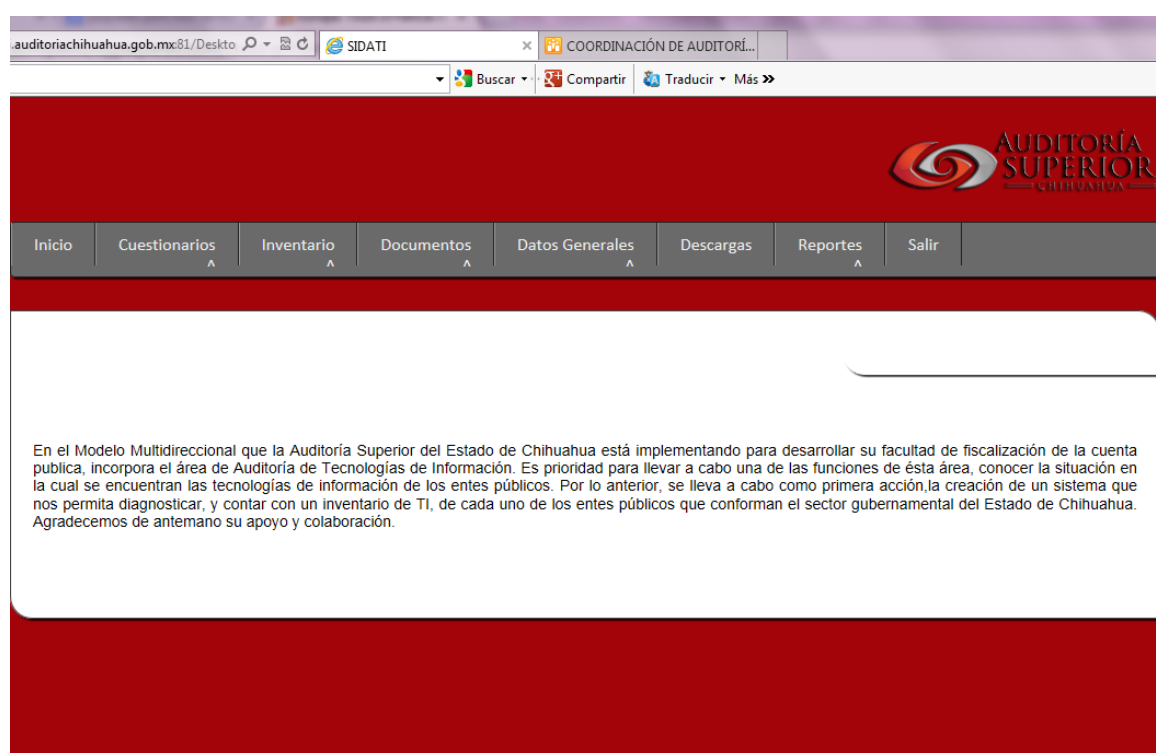 .auditoriachihuahua.gob.mx:81/Deskto SIDATI COORDINACIÓN DE AUDITORÍ...
Buscar Compartir Traducir Más »
AUDITORÍA
SUPERIOR
CHIHUAHUA
Inicio Cuestionarios Inventario Documentos Datos Generales Descargas Reportes Salir
En el Modelo Multidireccional que la Auditoría Superior del Estado de Chihuahua está implementando para desarrollar su facultad de fiscalización de la cuenta
publica, incorpora el área de Auditoría de Tecnologías de Información. Es prioridad para llevar a cabo una de las funciones de ésta área, conocer la situación en
la cual se encuentran las tecnologías de información de los entes públicos. Por lo anterior, se lleva a cabo como primera acción,la creación de un sistema que
nos permita diagnosticar, y contar con un inventario de TI, de cada uno de los entes públicos que conforman el sector gubernamental del Estado de Chihuahua.
Agradecemos de antemano su apoyo y colaboración.